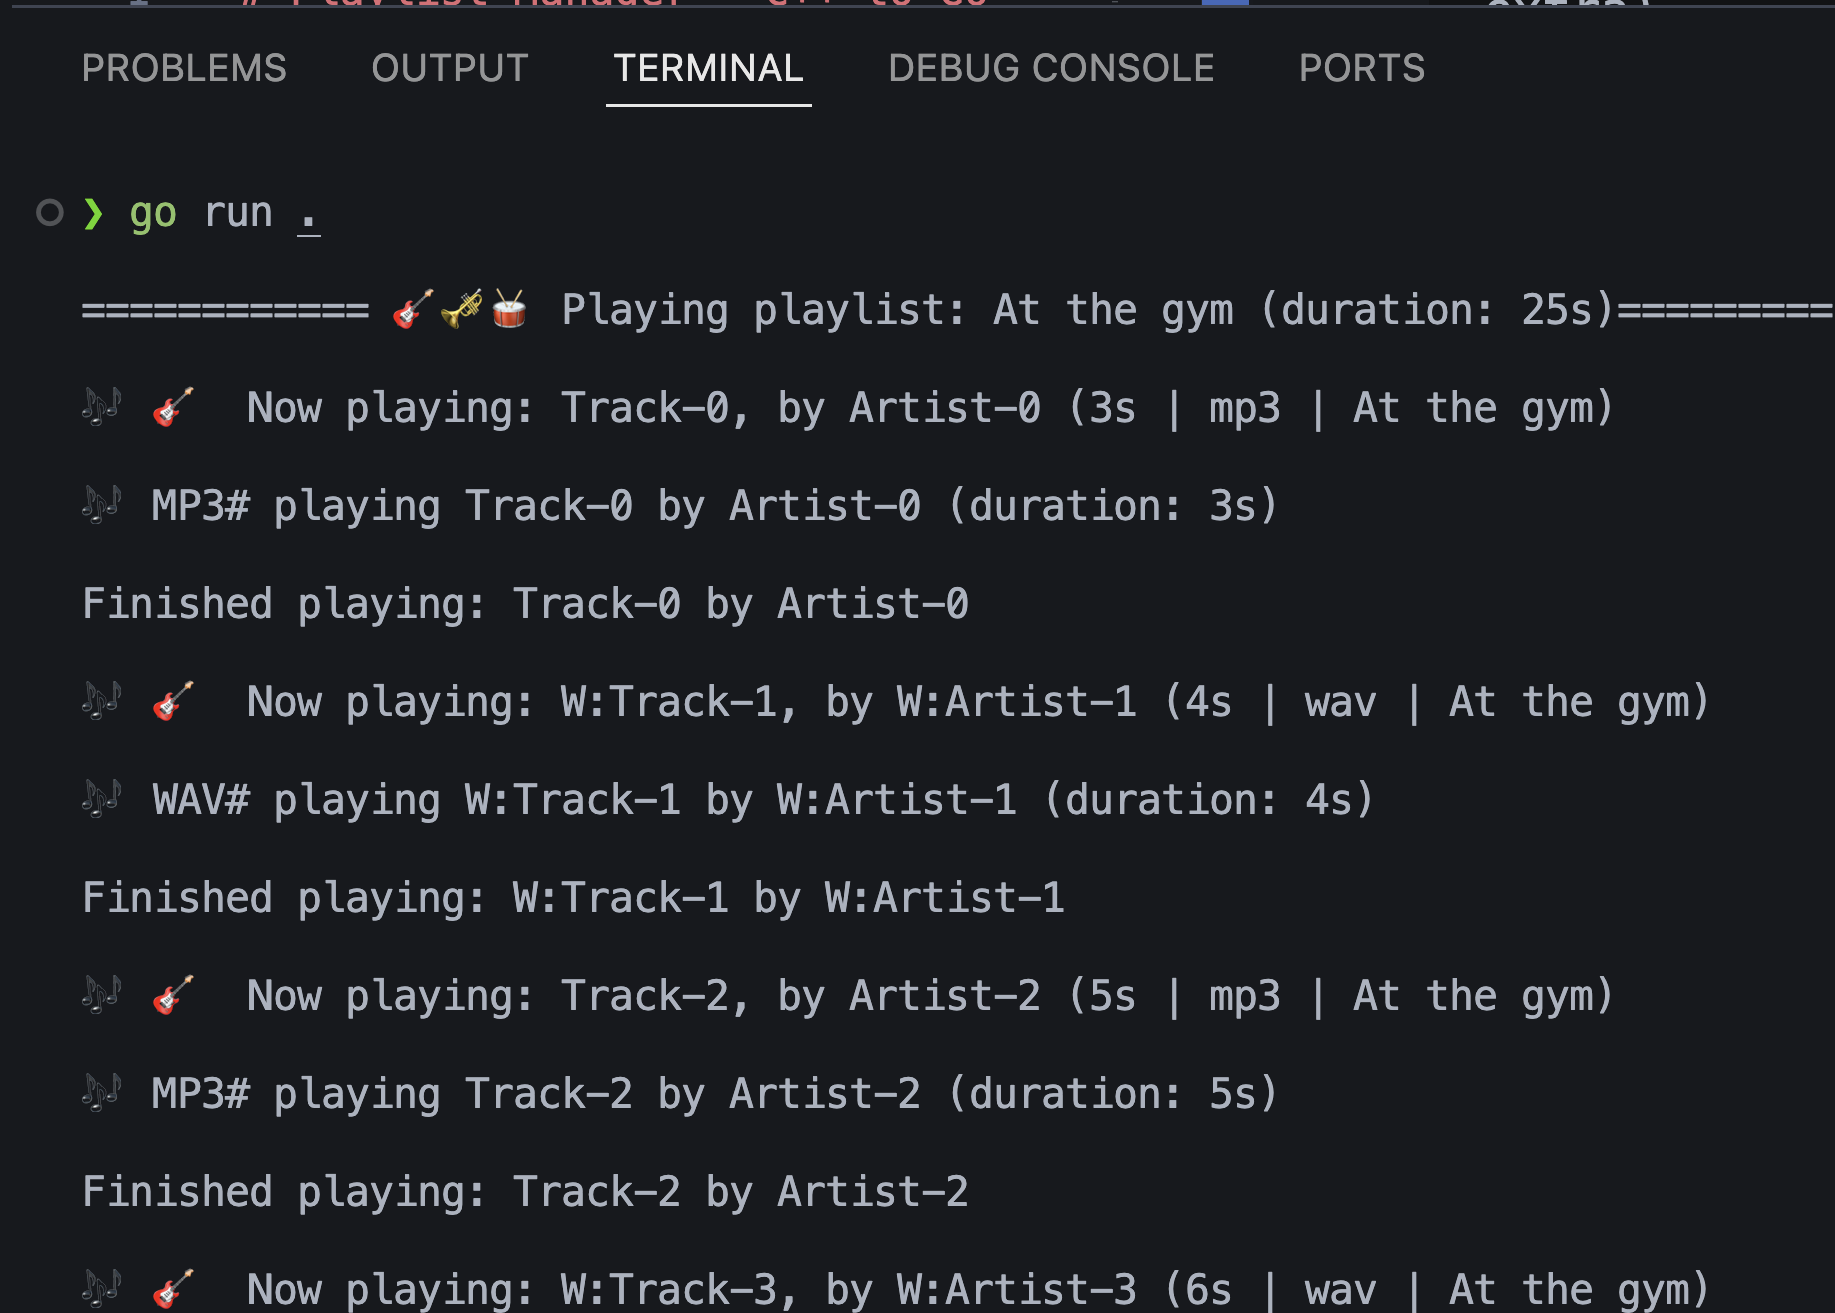 # Playlist Manager - C++ to Go
PROBLEMS OUTPUT TERMINAL DEBUG CONSOLE PORTS
❯ go run .
============ 🎸🎺🥁 Playing playlist: At the gym (duration: 25s)=========
🎶 🎸 Now playing: Track-0, by Artist-0 (3s | mp3 | At the gym)
🎶 MP3# playing Track-0 by Artist-0 (duration: 3s)
Finished playing: Track-0 by Artist-0
🎶 🎸 Now playing: W:Track-1, by W:Artist-1 (4s | wav | At the gym)
🎶 WAV# playing W:Track-1 by W:Artist-1 (duration: 4s)
Finished playing: W:Track-1 by W:Artist-1
🎶 🎸 Now playing: Track-2, by Artist-2 (5s | mp3 | At the gym)
🎶 MP3# playing Track-2 by Artist-2 (duration: 5s)
Finished playing: Track-2 by Artist-2
🎶 🎸 Now playing: W:Track-3, by W:Artist-3 (6s | wav | At the gym)